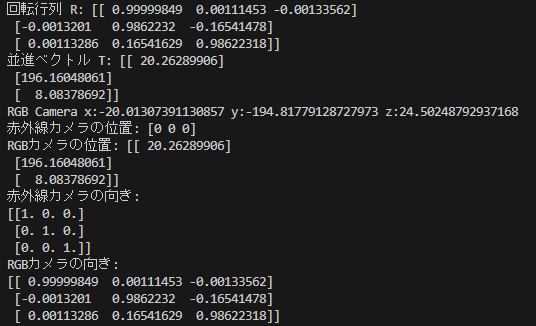 回転行列 R: [[ 0.99999849  0.00111453 -0.00133562]
 [-0.0013201   0.9862232  -0.16541478]
 [ 0.00113286  0.16541629  0.98622318]]
並進ベクトル T: [[ 20.26289906]
 [196.16048061]
 [  8.08378692]]
RGB Camera x:-20.01307391130857 y:-194.81779128727973 z:24.50248792937168
赤外線カメラの位置: [0 0 0]
RGBカメラの位置: [[ 20.26289906]
 [196.16048061]
 [  8.08378692]]
赤外線カメラの向き:
[[1. 0. 0.]
 [0. 1. 0.]
 [0. 0. 1.]]
RGBカメラの向き:
[[ 0.99999849  0.00111453 -0.00133562]
 [-0.0013201   0.9862232  -0.16541478]
 [ 0.00113286  0.16541629  0.98622318]]